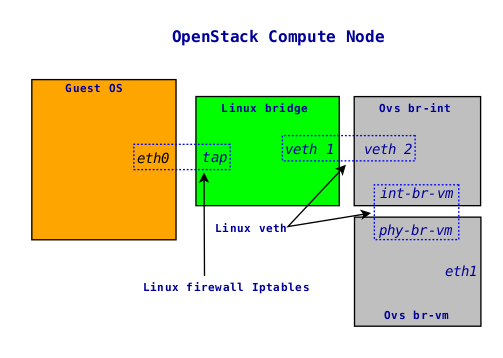 OpenStack Compute Node
Guest OS
Linux bridge
Ovs br-int
eth0
tap
veth 1
veth 2
int-br-vm
Linux veth
phy-br-vm
eth1
Linux firewall Iptables
Ovs br-vm